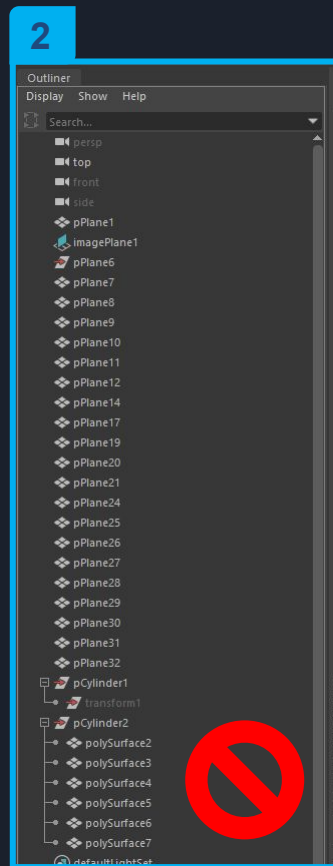 2
Outliner
Display Show Help
Search...
persp
top
front
side
pPlane1
imagePlane1
pPlane6
pPlane7
pPlane8
pPlane9
pPlane10
pPlane11
pPlane12
pPlane14
pPlane17
pPlane19
pPlane20
pPlane21
pPlane24
pPlane25
pPlane26
pPlane27
pPlane28
pPlane29
pPlane30
pPlane31
pPlane32
pCylinder1
transform1
pCylinder2
polySurface2
polySurface3
polySurface4
polySurface5
polySurface6
polySurface7
defaultLightSet